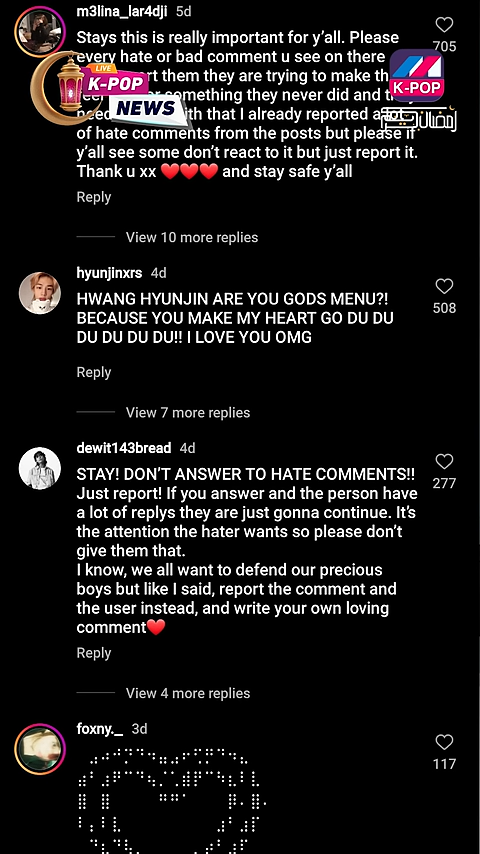 m3lina_lar4dji 5d
Stays this is really important for y’all. Please
every hate or bad comment u see on there
705
LIVE
K-POP
NEWS
K-POP
them they are trying to make
something they never did and
with that I already reported a lot
of hate comments from the posts but please if
y’all see some don’t react to it but just report it.
Thank u xx ❤️❤️❤️ and stay safe y’all
Reply
View 10 more replies
hyunjinxrs 4d
HWANG HYUNJIN ARE YOU GODS MENU?!
508
BECAUSE YOU MAKE MY HEART GO DU DU
DU DU DU DU!! I LOVE YOU OMG
Reply
View 7 more replies
dewit143bread 4d
STAY! DON’T ANSWER TO HATE COMMENTS!!
277
Just report! If you answer and the person have
a lot of replys they are just gonna continue. It’s
the attention the hater wants so please don’t
give them that.
I know, we all want to defend our precious
boys but like I said, report the comment and
the user instead, and write your own loving
comment❤️
Reply
View 4 more replies
foxny._ 3d
117